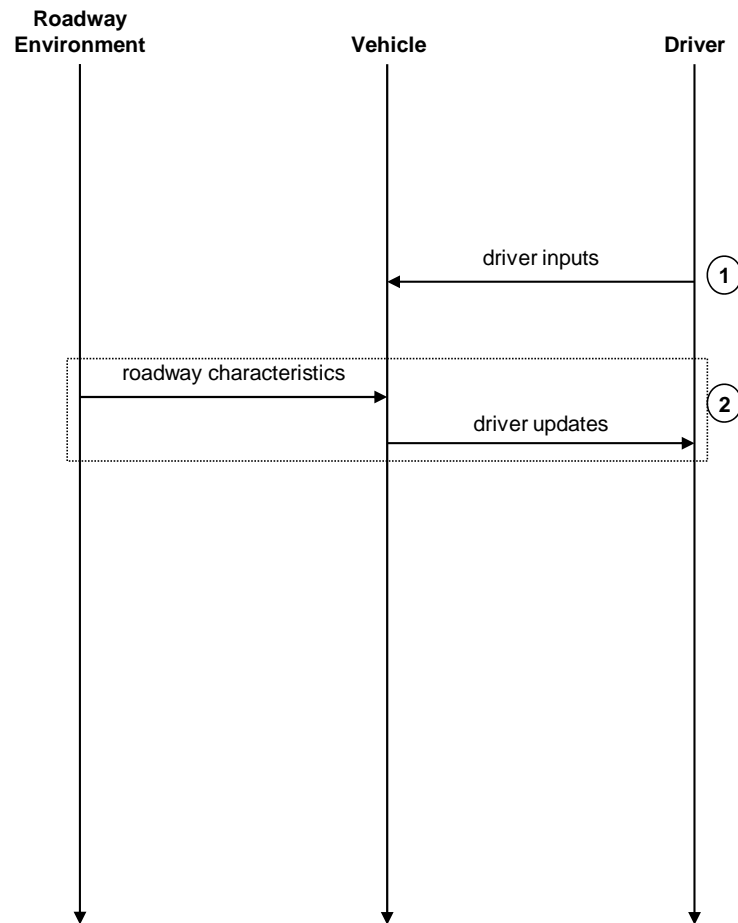 Roadway
Environment
Vehicle
Driver
driver inputs
1
roadway characteristics
2
driver updates